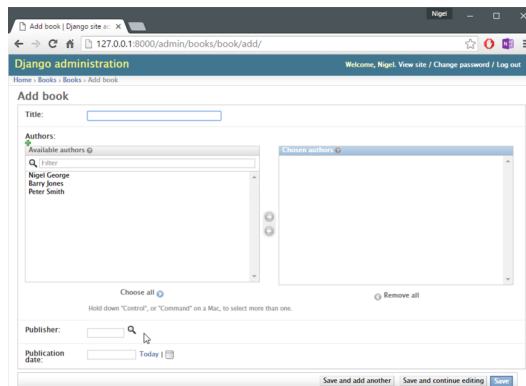 Nigel
Add book | Django site ad
127.0.0.1:8000/admin/books/book/add/
Django administration
Welcome, Nigel. View site / Change password / Log out
Home › Books › Books › Add book
Add book
Title:
Authors:
Available authors
Chosen authors
Filter
Nigel George
Barry Jones
Peter Smith
Choose all
Remove all
Hold down "Control", or "Command" on a Mac, to select more than one.
Publisher:
Publication
date:
Today |
Save and add another
Save and continue editing
Save